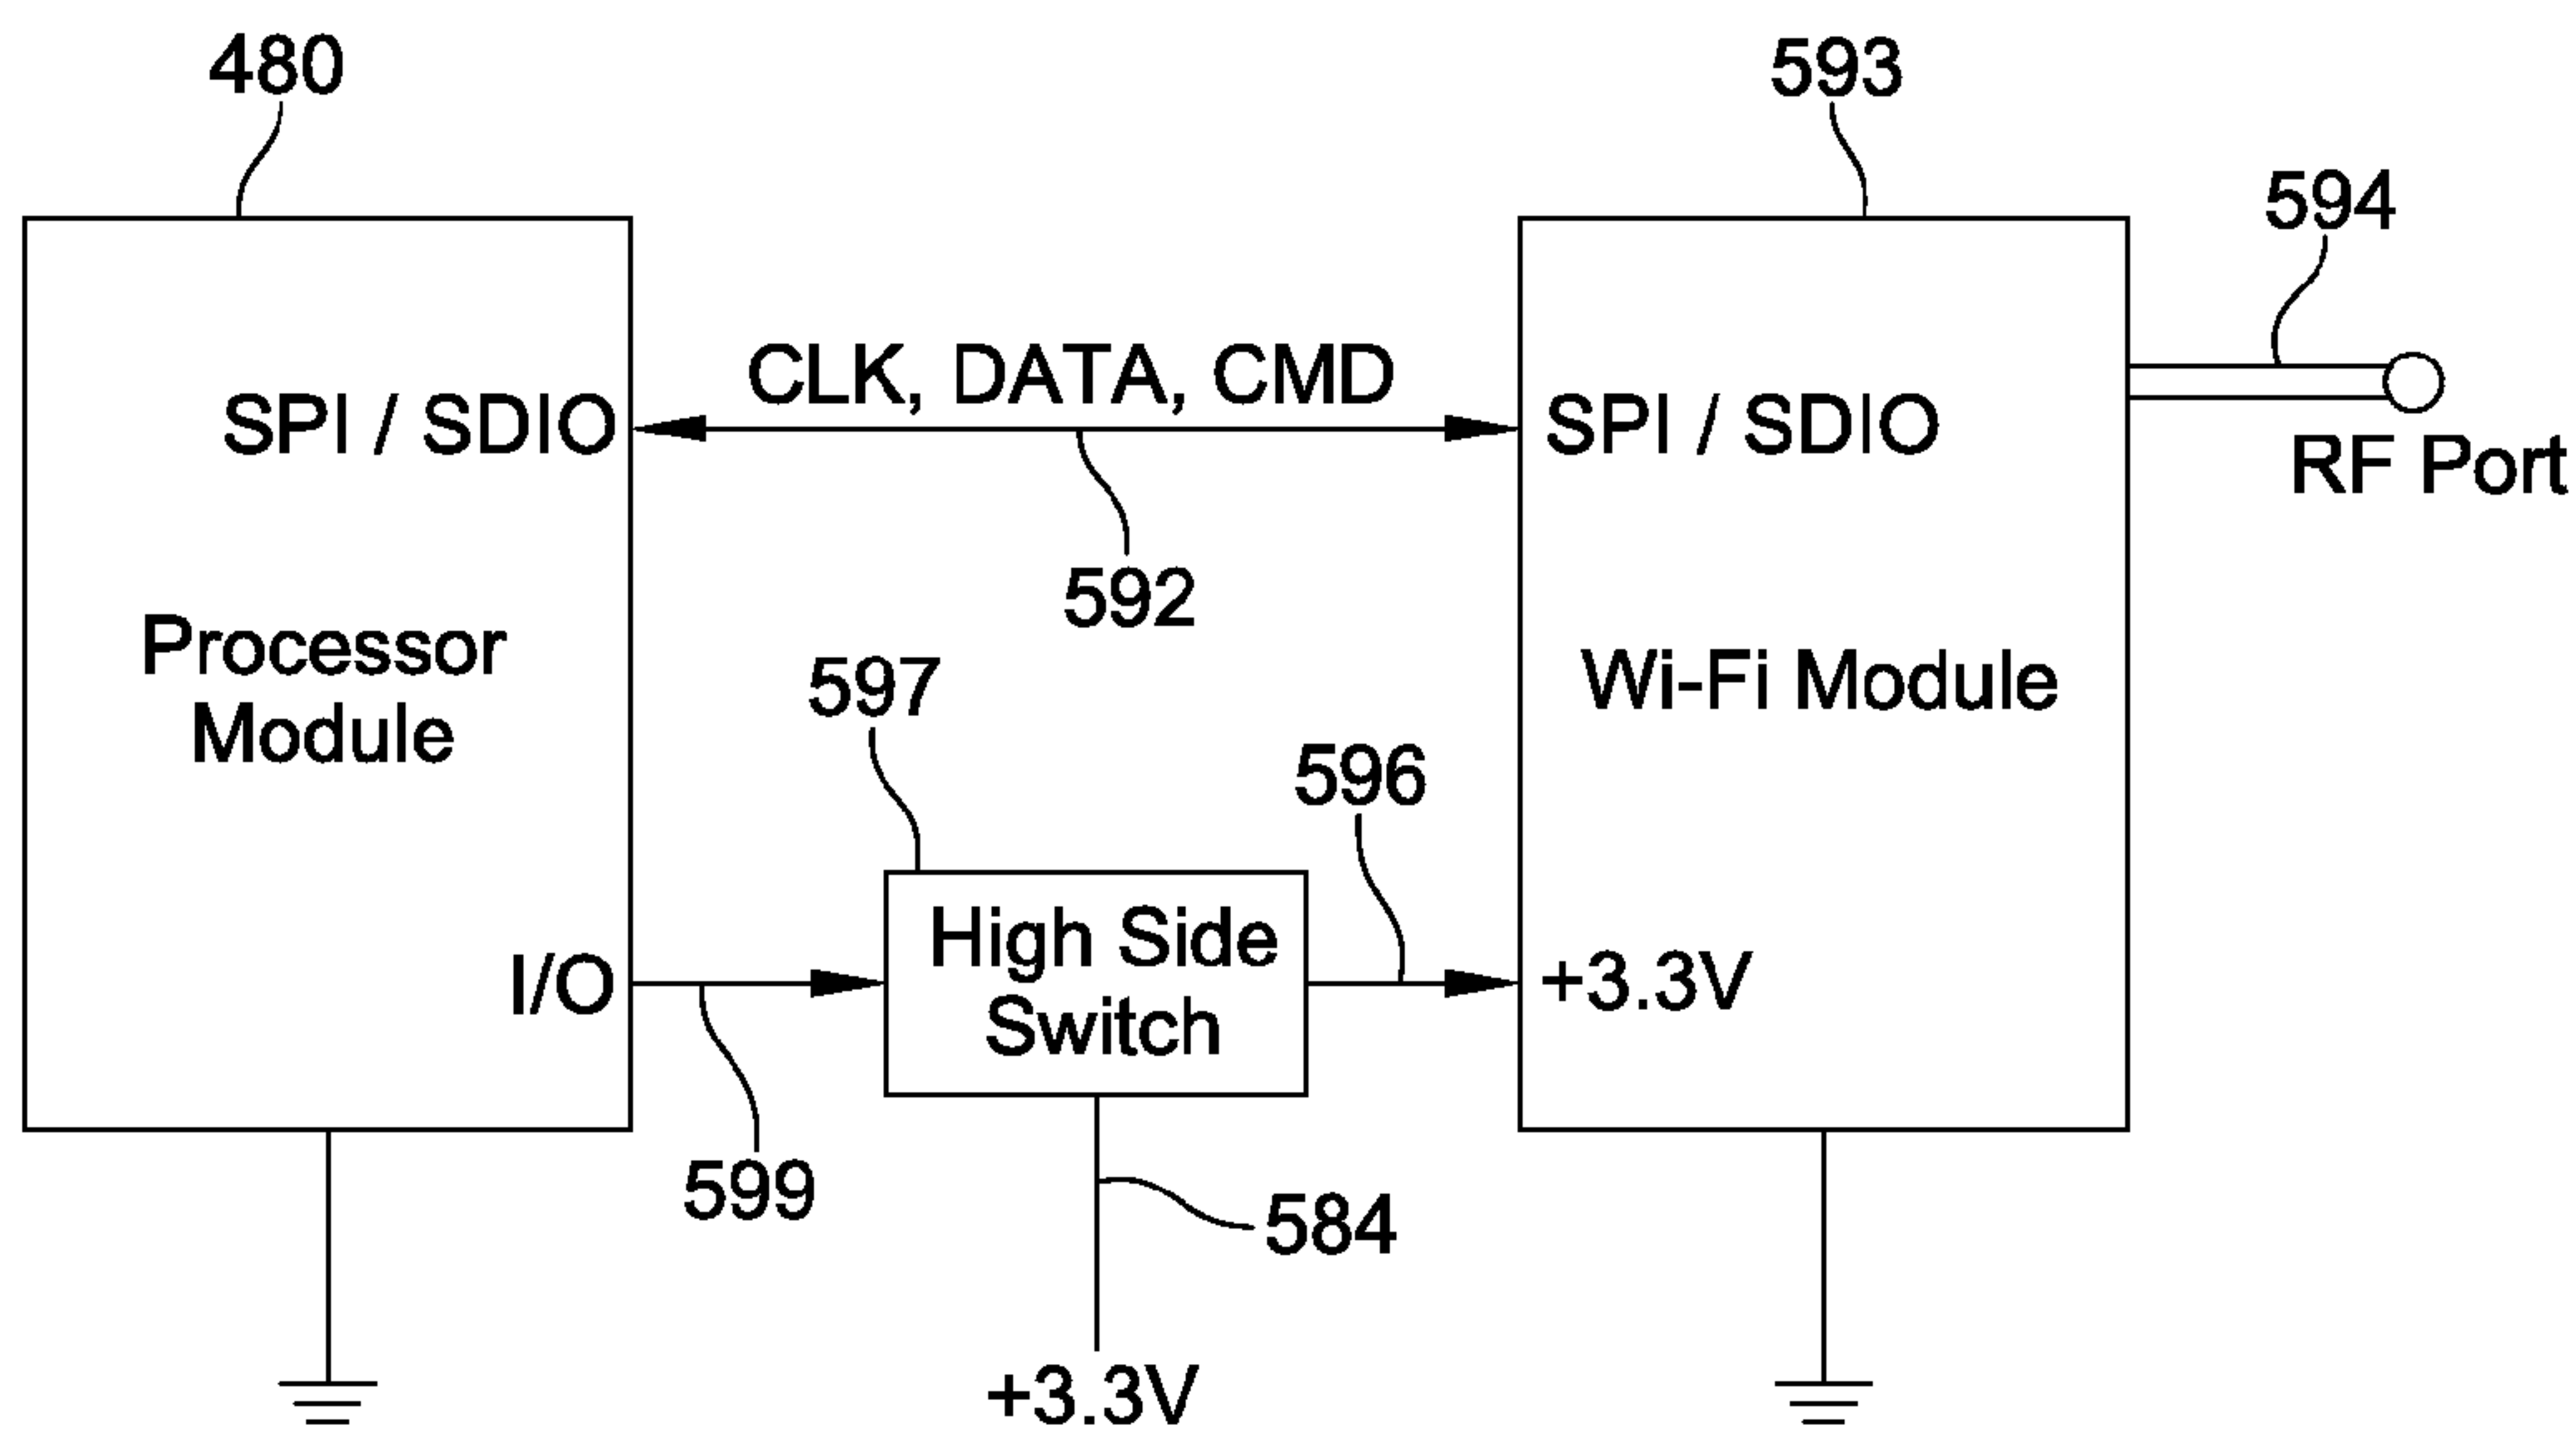 480
593
594
CLK, DATA, CMD
SPI / SDIO
SPI / SDIO
RF Port
592
Processor
Module
Wi-Fi Module
597
596
High Side
Switch
I/O
+3.3V
599
584
+3.3V